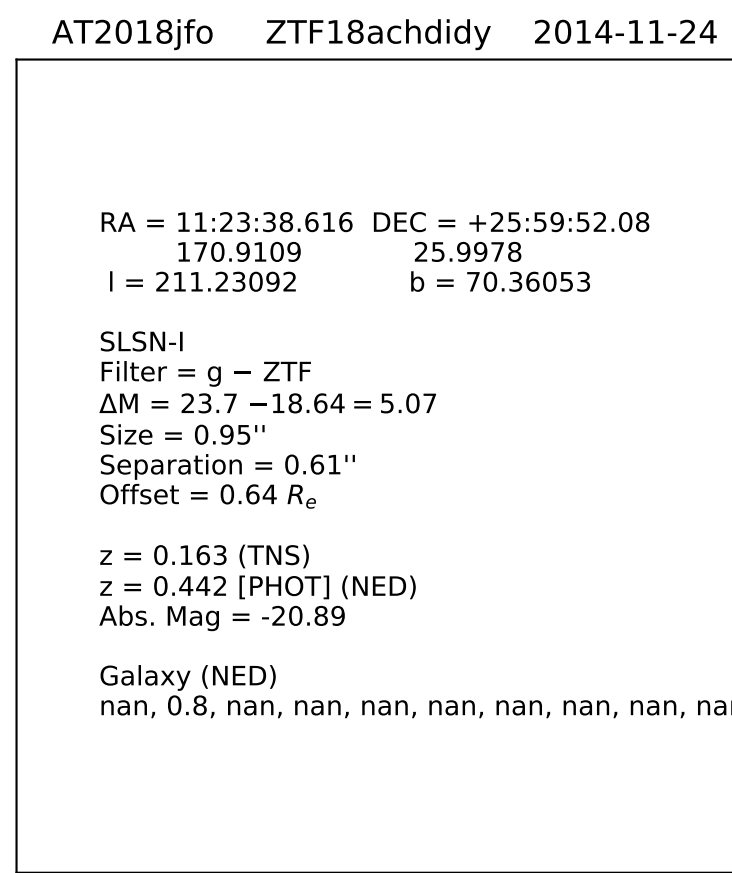 AT2018jfo ZTF18achdidy 2014-11-24
RA = 11:23:38.616 DEC = +25:59:52.08
170.9109 25.9978
l = 211.23092 b = 70.36053
SLSN-I
Filter = g − ZTF
ΔM = 23.7 −18.64 = 5.07
Size = 0.95''
Separation = 0.61''
Offset = 0.64 Rₑ
z = 0.163 (TNS)
z = 0.442 [PHOT] (NED)
Abs. Mag = -20.89
Galaxy (NED)
nan, 0.8, nan, nan, nan, nan, nan, nan, nan,